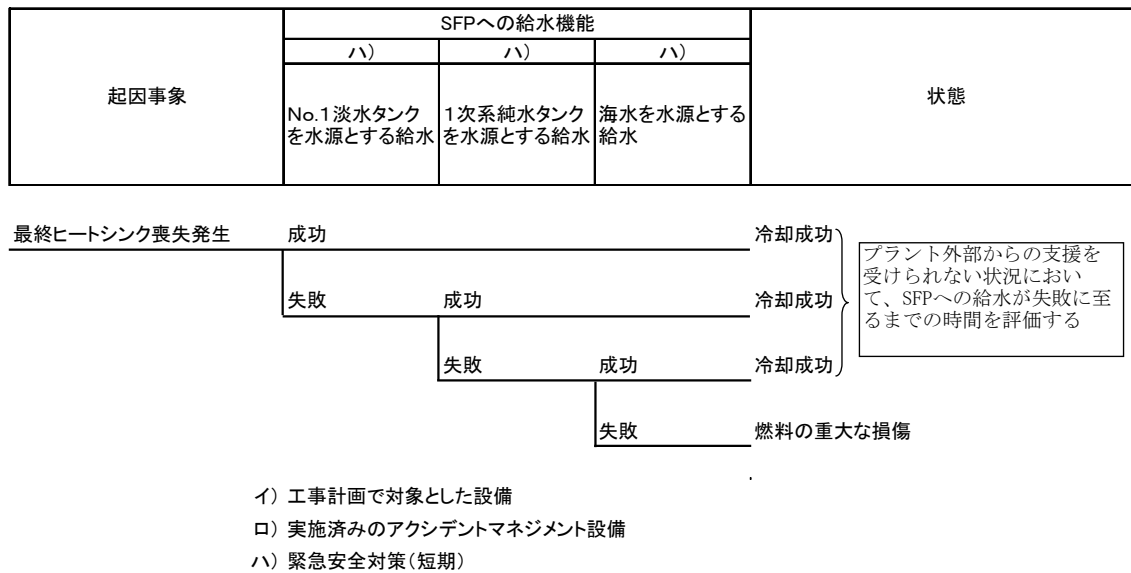 起因事象
SFPへの給水機能
ハ)
ハ)
ハ)
No.1淡水タンク
を水源とする給水
1次系純水タンク
を水源とする給水
海水を水源とする
給水
状態
最終ヒートシンク喪失発生
成功
冷却成功
失敗
成功
冷却成功
失敗
成功
冷却成功
失敗
燃料の重大な損傷
プラント外部からの支援を
受けられない状況におい
て、SFPへの給水が失敗に至
るまでの時間を評価する
イ) 工事計画で対象とした設備
ロ) 実施済みのアクシデントマネジメント設備
ハ) 緊急安全対策(短期)